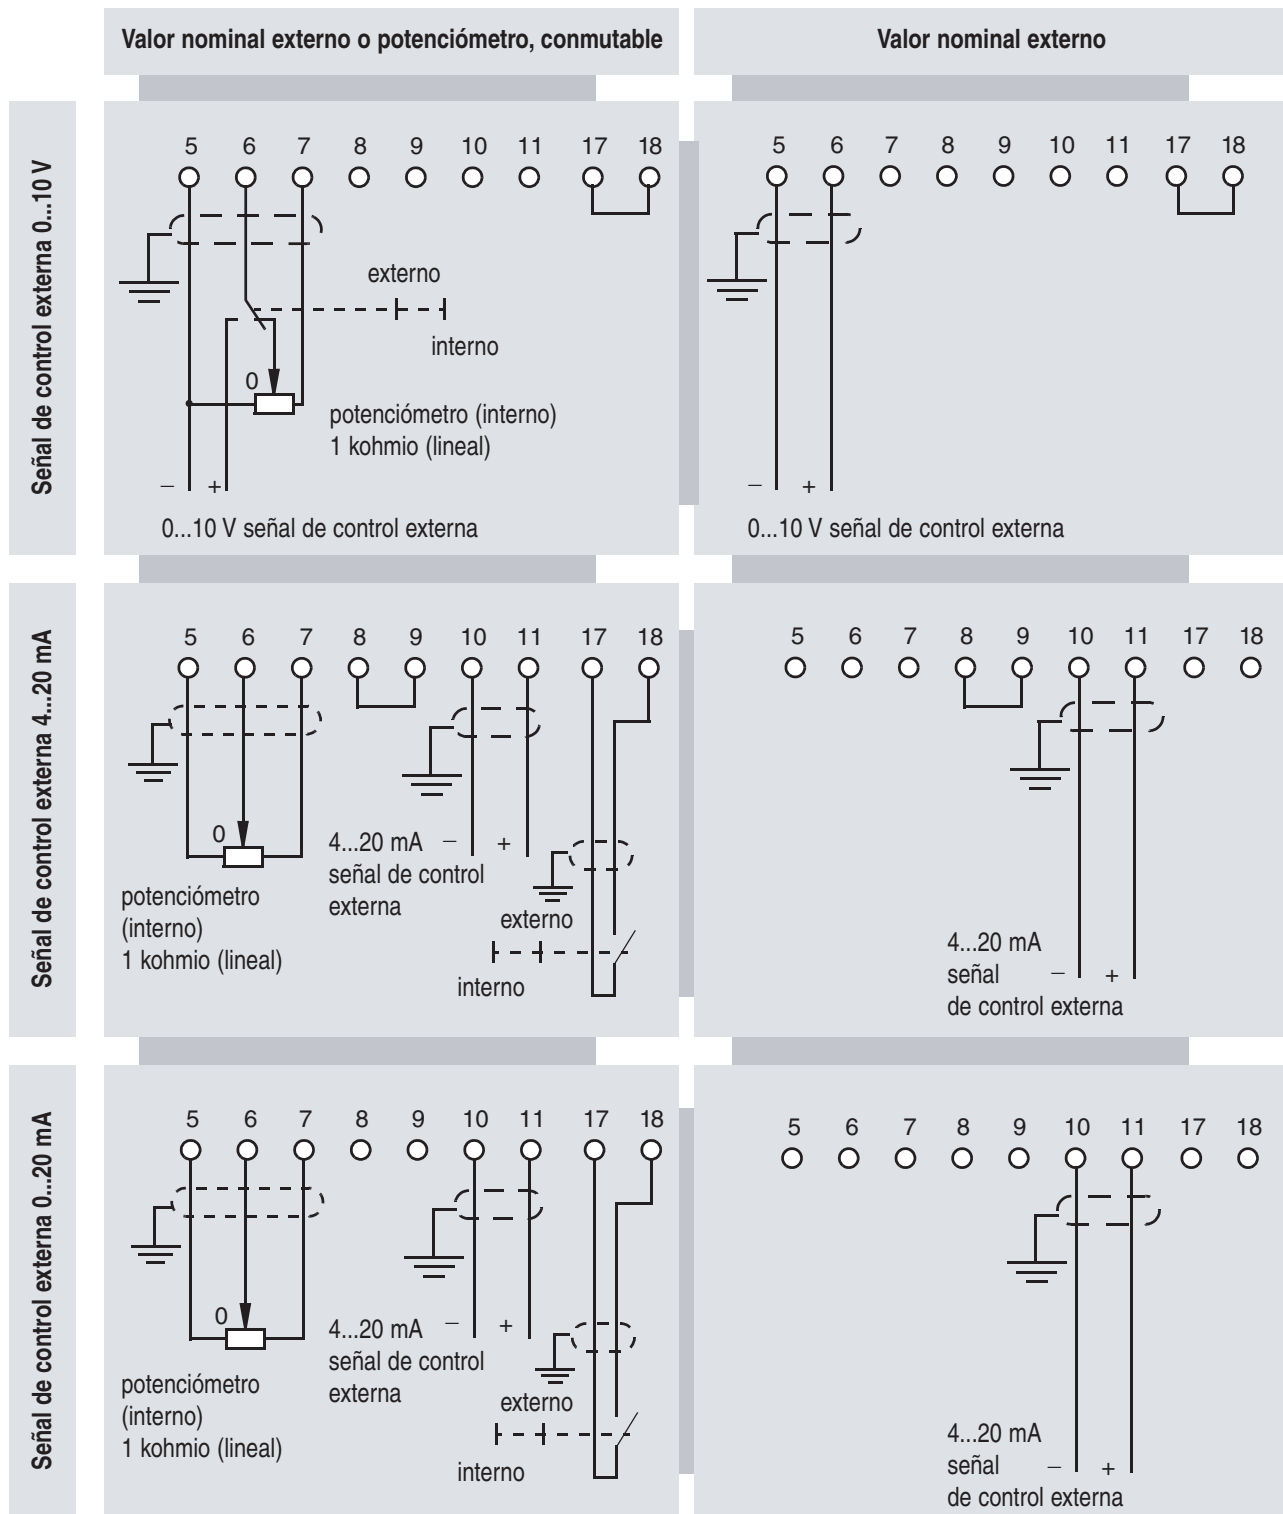 Valor nominal externo o potenciómetro, conmutable
Valor nominal externo
Señal de control externa 0...10 V
5 6 7 8 9 10 11 17 18
externo
interno
0
potenciómetro (interno)
1 kohmio (lineal)
– +
0...10 V señal de control externa
5 6 7 8 9 10 11 17 18
– +
0...10 V señal de control externa
Señal de control externa 4...20 mA
5 6 7 8 9 10 11 17 18
0
potenciómetro
(interno)
1 kohmio (lineal)
4...20 mA – +
señal de control
externa
externo
interno
5 6 7 8 9 10 11 17 18
4...20 mA
señal – +
de control externa
Señal de control externa 0...20 mA
5 6 7 8 9 10 11 17 18
0
potenciómetro
(interno)
1 kohmio (lineal)
4...20 mA – +
señal de control
externa
externo
interno
5 6 7 8 9 10 11 17 18
4...20 mA
señal – +
de control externa